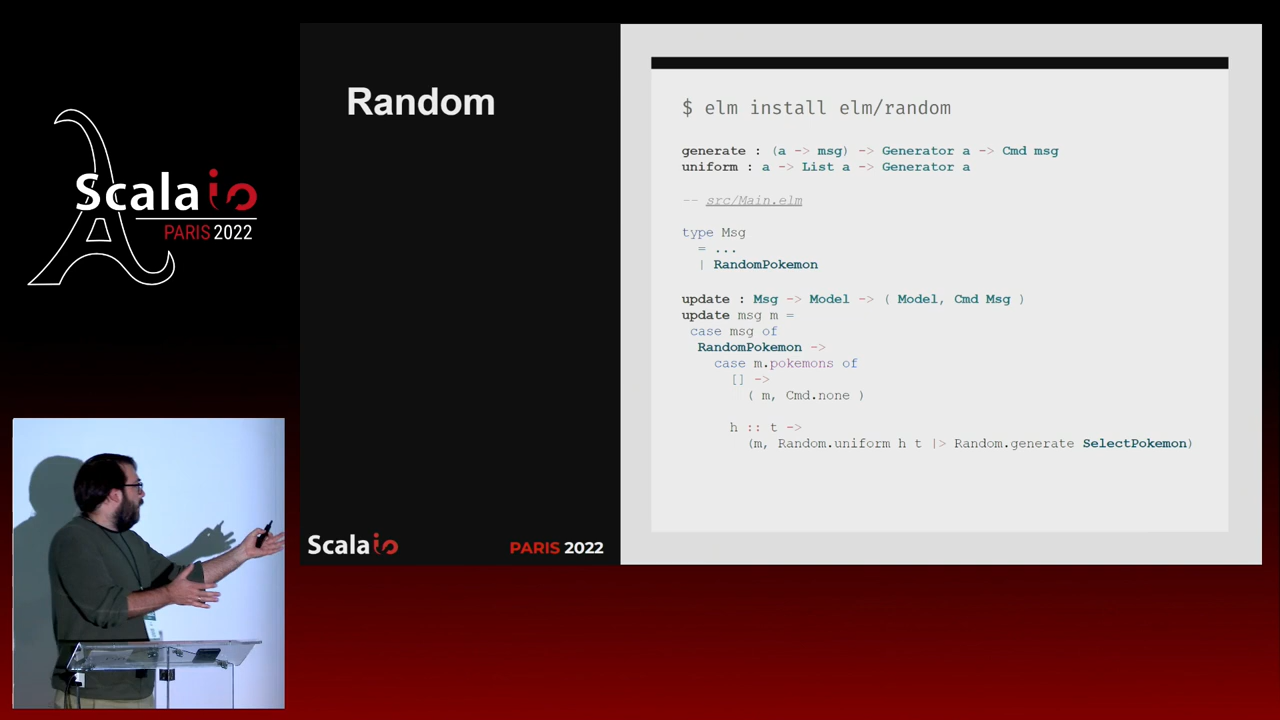 Scala io
PARIS 2022
Random
Scala io
PARIS 2022
$ elm install elm/random
generate : (a -> msg) -> Generator a -> Cmd msg
uniform : a -> List a -> Generator a
-- src/Main.elm
type Msg
= ...
| RandomPokemon
update : Msg -> Model -> ( Model, Cmd Msg )
update msg m =
case msg of
RandomPokemon ->
case m.pokemons of
[] ->
( m, Cmd.none )
h :: t ->
(m, Random.uniform h t |> Random.generate SelectPokemon)